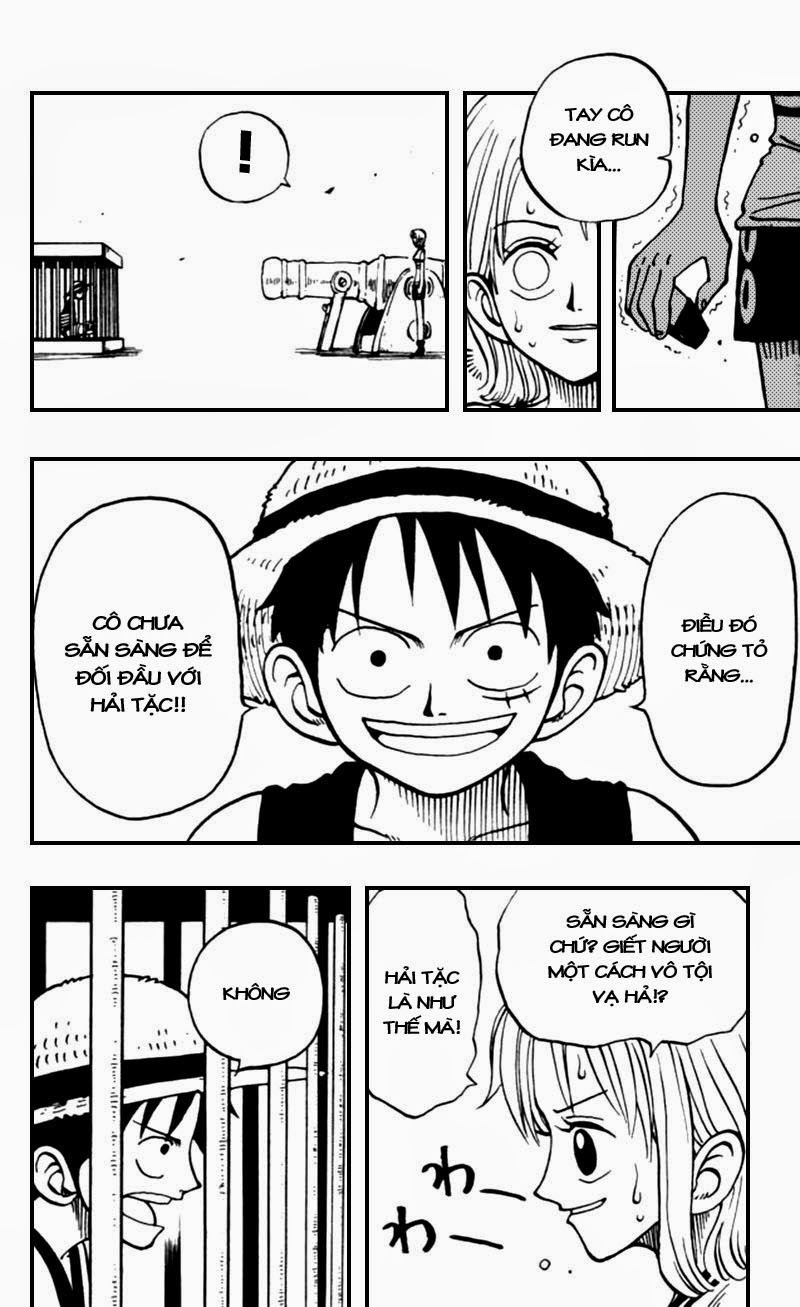 TAY CÔ
ĐANG RUN
KÌA...
!
ĐIỀU ĐÓ
CHỨNG TỎ
RẰNG...
CÔ CHƯA
SẴN SÀNG ĐỂ
ĐỐI ĐẦU VỚI
HẢI TẶC!!
SẴN SÀNG GÌ
CHỨ? GIẾT NGƯỜI
MỘT CÁCH VÔ TỘI
VẠ HẢ!?
HẢI TẶC
LÀ NHƯ
THẾ MÀ!
わー
わー
KHÔNG